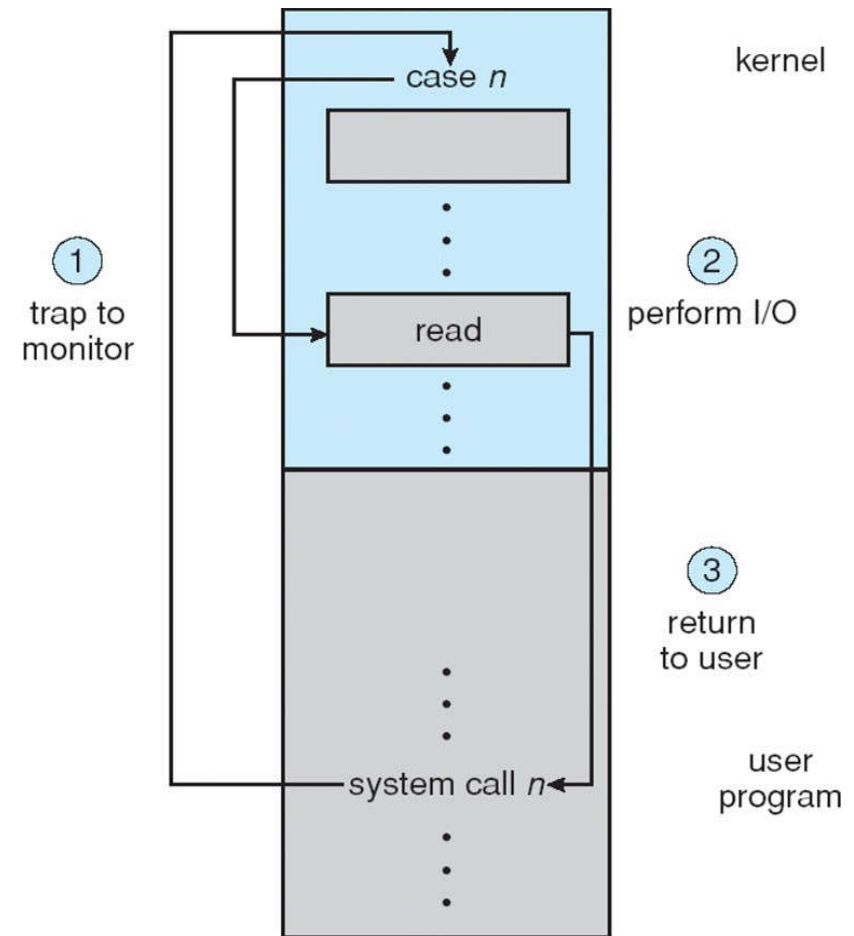 kernel
case n
1
trap to
monitor
2
perform I/O
read
3
return
to user
system call n
user
program